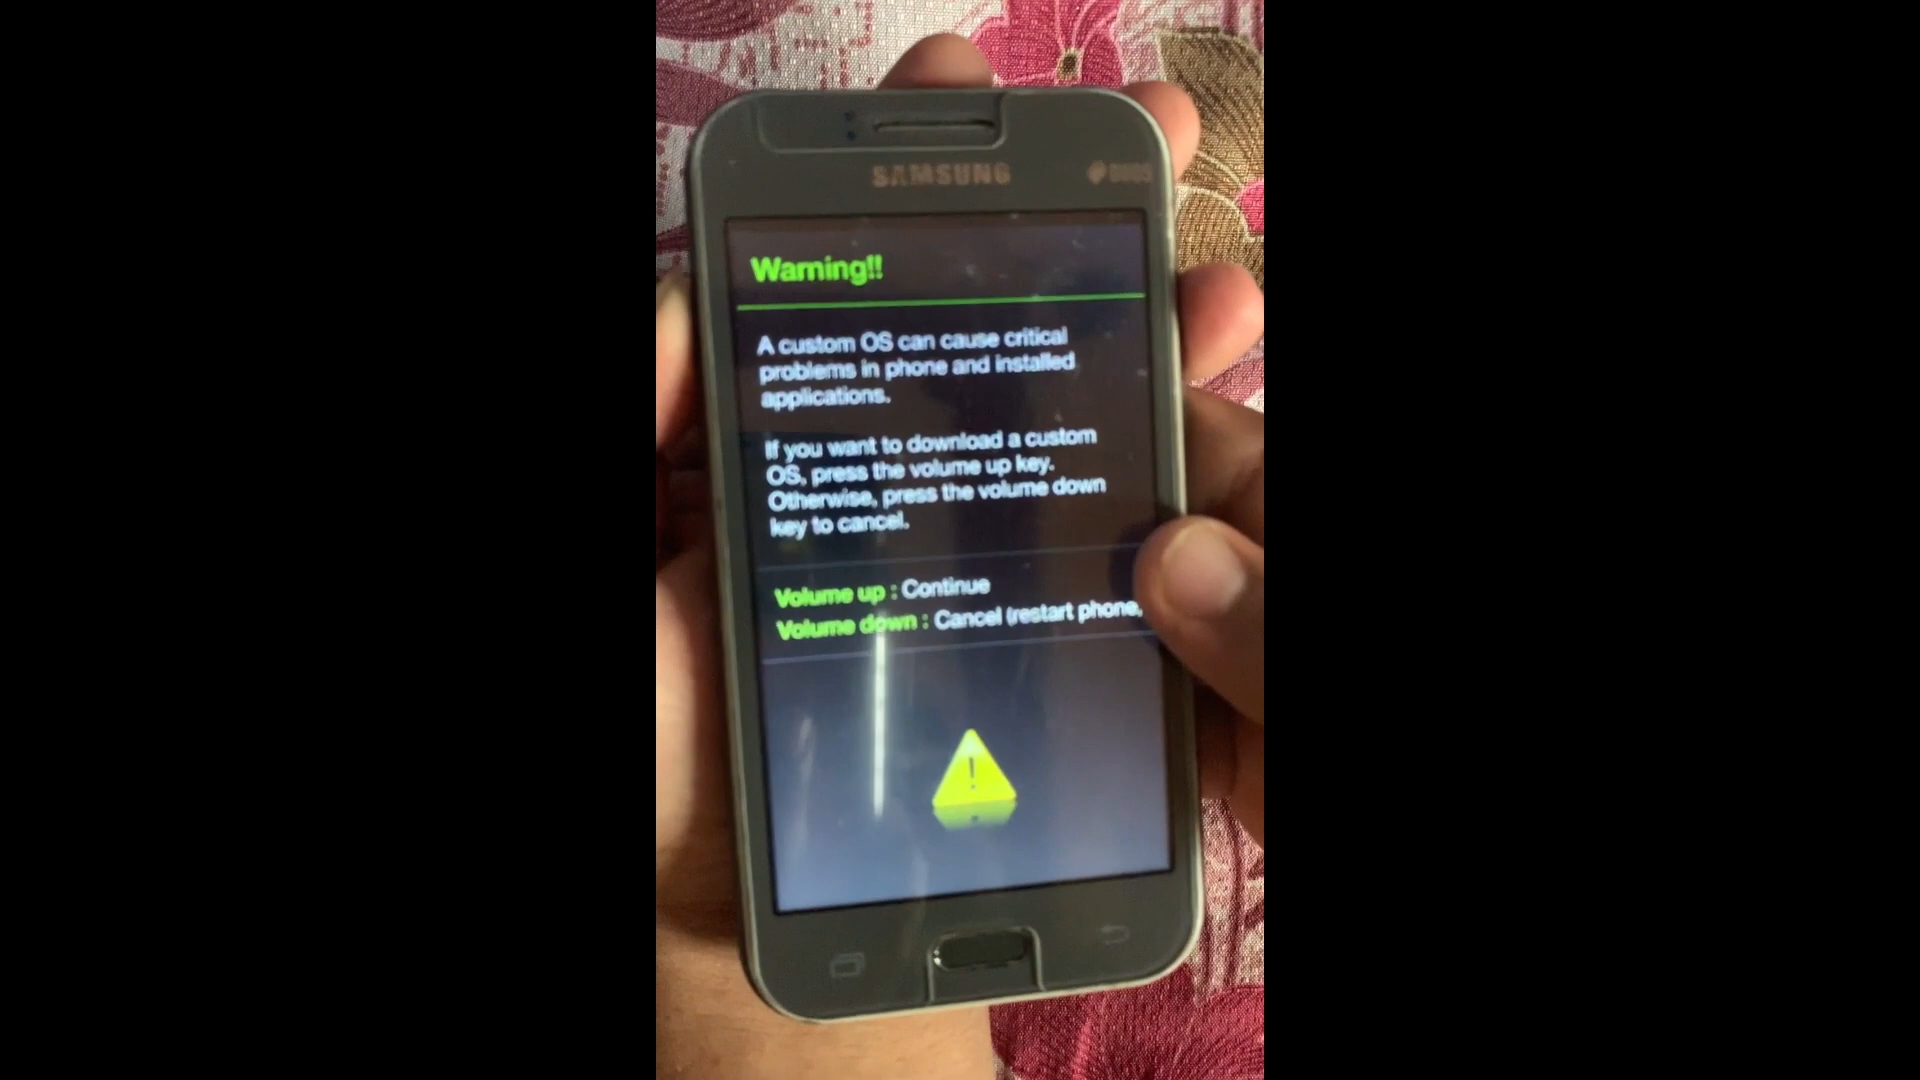 SAMSUNG
DUOS
Warning!!
A custom OS can cause critical
problems in phone and installed
applications.
If you want to download a custom
OS, press the volume up key.
Otherwise, press the volume down
key to cancel.
Volume up : Continue
Volume down : Cancel (restart phone